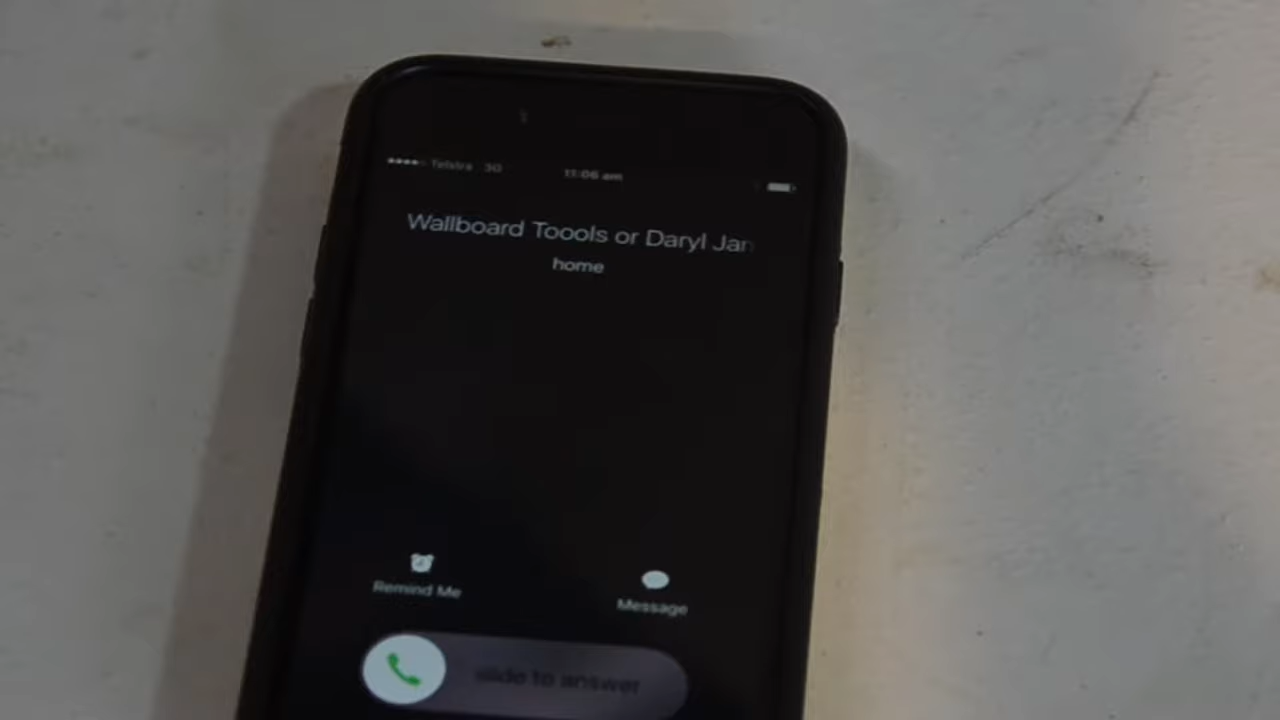 Telstra 3G
11:06 am
Wallboard Toools or Daryl Jan
home
Remind Me
Message
slide to answer